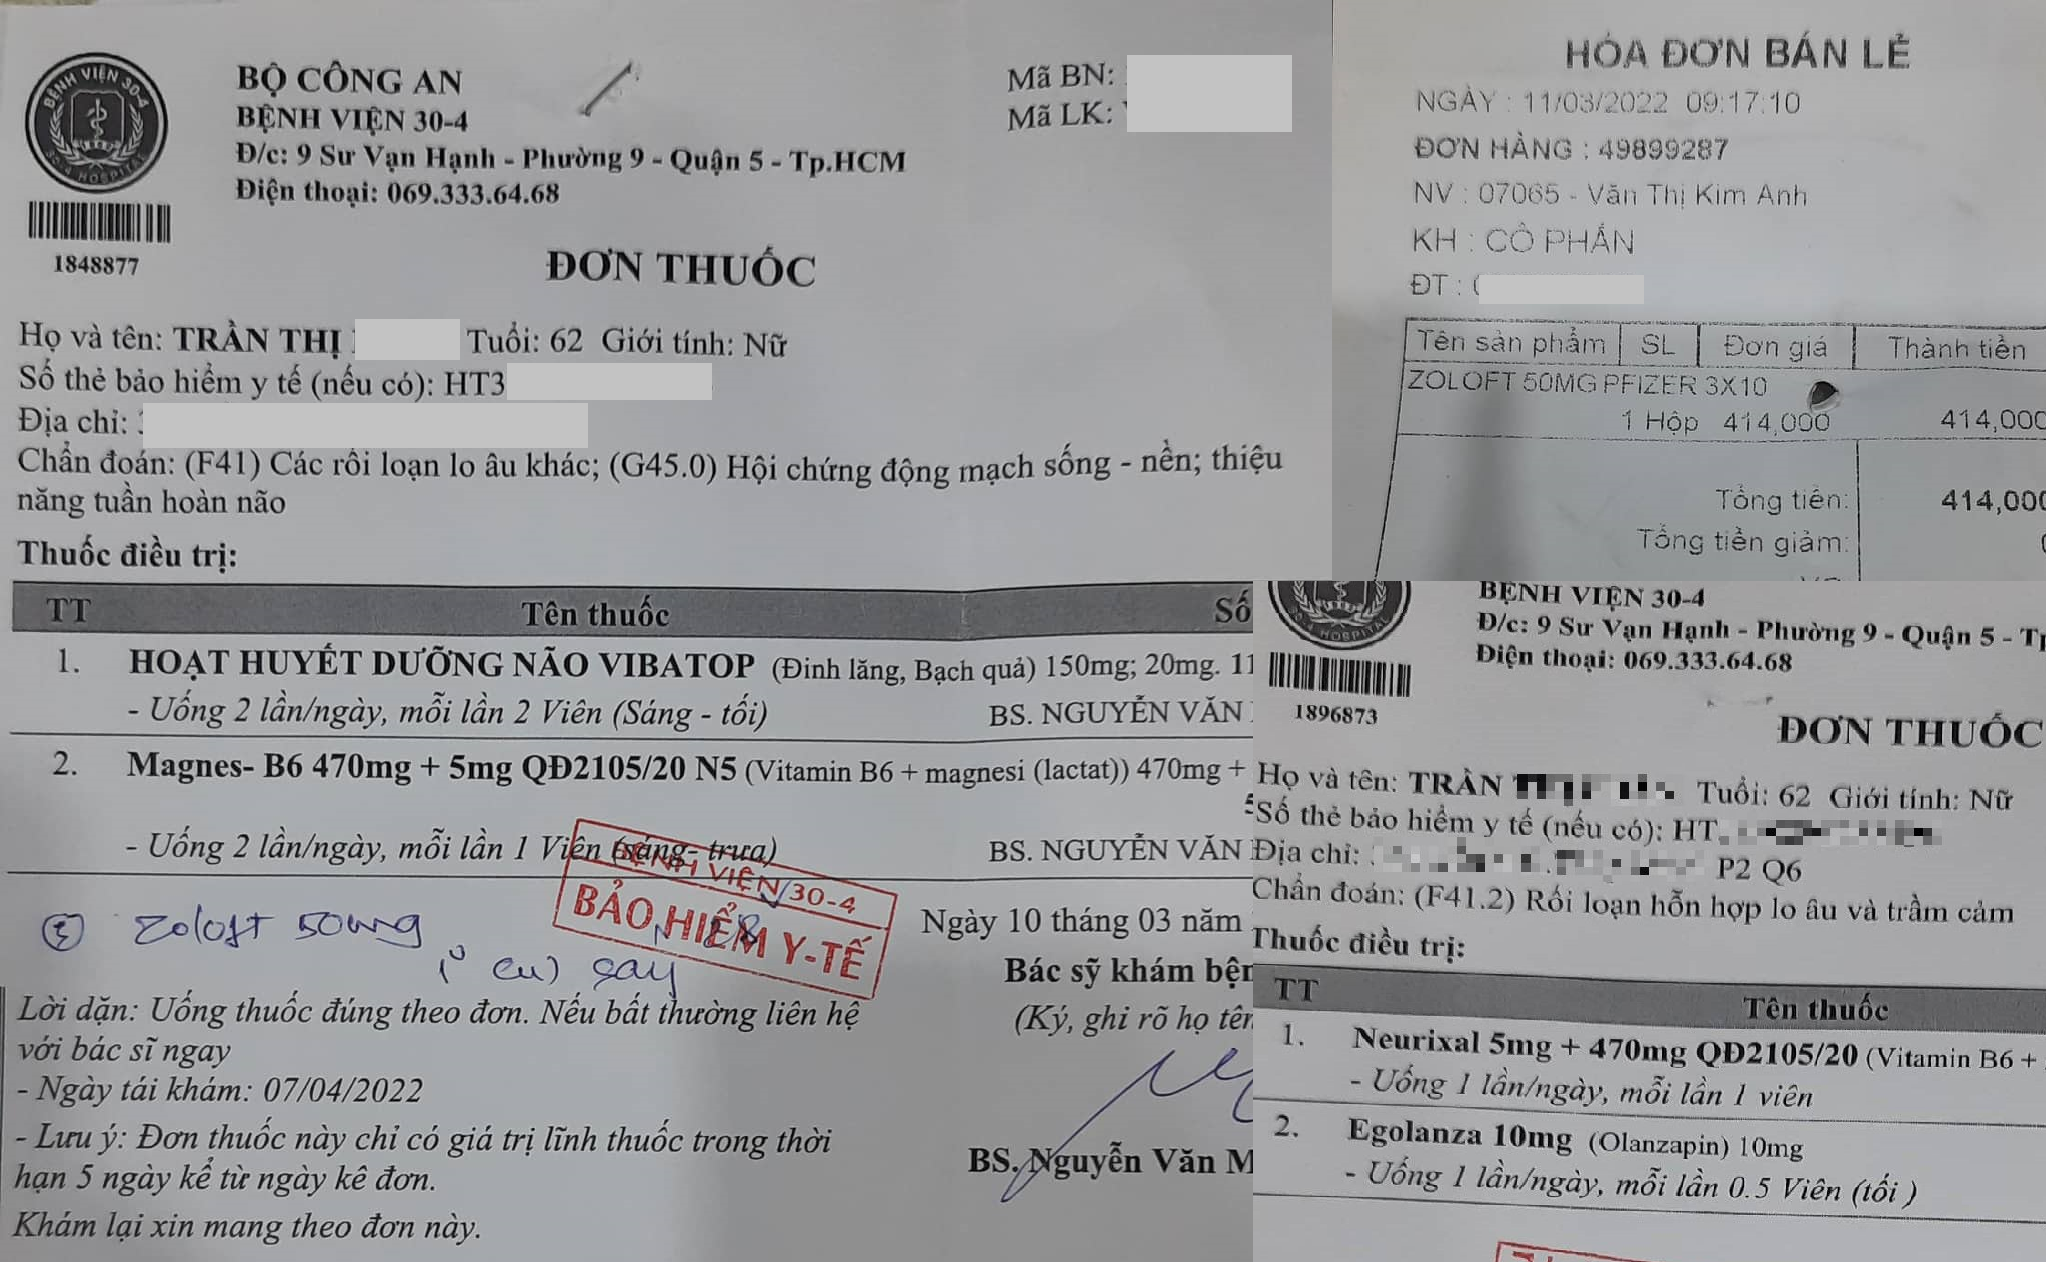 BỆNH VIỆN 30-4
30-4 HOSPITAL
1848877
BỘ CÔNG AN
BỆNH VIỆN 30-4
Đ/c: 9 Sư Vạn Hạnh - Phường 9 - Quận 5 - Tp.HCM
Điện thoại: 069.333.64.68
Mã BN:
Mã LK:
ĐƠN THUỐC
Họ và tên: TRẦN THỊ Tuổi: 62 Giới tính: Nữ
Số thẻ bảo hiểm y tế (nếu có): HT3
Địa chỉ:
Chẩn đoán: (F41) Các rối loạn lo âu khác; (G45.0) Hội chứng động mạch sống - nền; thiệu
năng tuần hoàn não
Thuốc điều trị:
TT Tên thuốc Số
1. HOẠT HUYẾT DƯỠNG NÃO VIBATOP (Đinh lăng, Bạch quả) 150mg; 20mg. 11
- Uống 2 lần/ngày, mỗi lần 2 Viên (Sáng - tối) BS. NGUYỄN VĂN
2. Magnes- B6 470mg + 5mg QĐ2105/20 N5 (Vitamin B6 + magnesi (lactat)) 470mg +
- Uống 2 lần/ngày, mỗi lần 1 Viên (sáng- trưa) BS. NGUYỄN VĂN
BỆNH VIỆN 30-4
BẢO HIỂM Y-TẾ
③ Zoloft 50mg
Ngày 10 tháng 03 năm
Bác sỹ khám bện
(Ký, ghi rõ họ tên
BS. Nguyễn Văn M
Lời dặn: Uống thuốc đúng theo đơn. Nếu bất thường liên hệ
với bác sĩ ngay
- Ngày tái khám: 07/04/2022
- Lưu ý: Đơn thuốc này chỉ có giá trị lĩnh thuốc trong thời
hạn 5 ngày kể từ ngày kê đơn.
Khám lại xin mang theo đơn này.
HÓA ĐƠN BÁN LẺ
NGÀY : 11/03/2022 09:17:10
ĐƠN HÀNG : 49899287
NV : 07065 - Văn Thị Kim Anh
KH : CÔ PHẤN
ĐT :
Tên sản phẩm SL Đơn giá Thành tiền
ZOLOFT 50MG PFIZER 3X10
1 Hộp 414,000 414,000
Tổng tiền: 414,000
Tổng tiền giảm: 0
30-4 HOSPITAL
1896873
BỆNH VIỆN 30-4
Đ/c: 9 Sư Vạn Hạnh - Phường 9 - Quận 5 - Tp
Điện thoại: 069.333.64.68
ĐƠN THUỐC
Họ và tên: TRẦN Tuổi: 62 Giới tính: Nữ
Số thẻ bảo hiểm y tế (nếu có): HT
Địa chỉ: P2 Q6
Chẩn đoán: (F41.2) Rối loạn hỗn hợp lo âu và trầm cảm
Thuốc điều trị:
TT Tên thuốc
1. Neurixal 5mg + 470mg QĐ2105/20 (Vitamin B6 +
- Uống 1 lần/ngày, mỗi lần 1 viên
2. Egolanza 10mg (Olanzapin) 10mg
- Uống 1 lần/ngày, mỗi lần 0.5 Viên (tối )